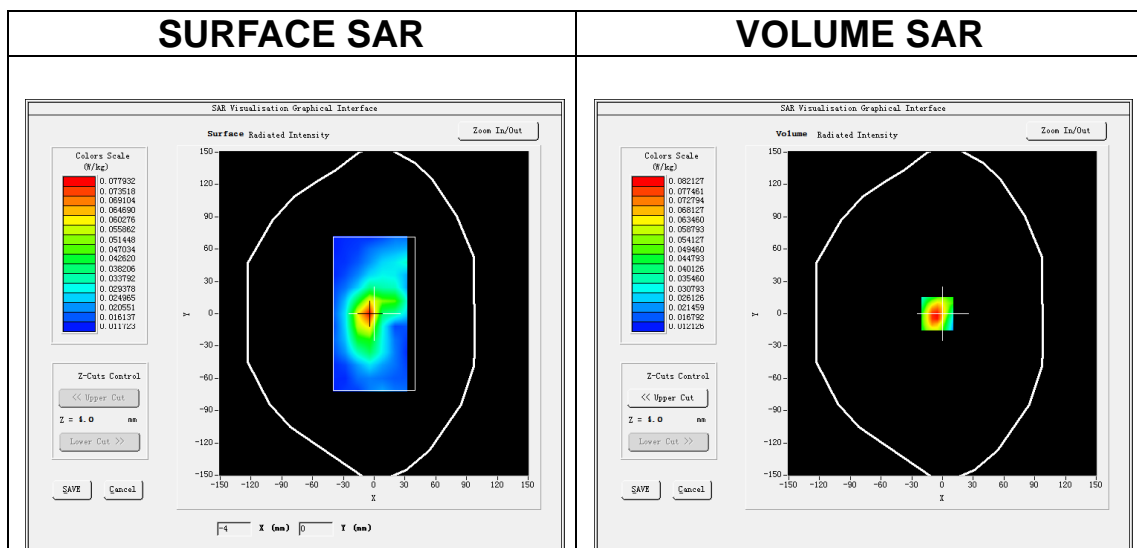 SURFACE SAR
VOLUME SAR
SAR Visualisation Graphical Interface
Surface Radiated Intensity
Zoom In/Out
Colors Scale
(W/kg)
0.077932
0.073518
0.069104
0.064690
0.060276
0.055862
0.051448
0.047034
0.042620
0.038206
0.033792
0.029378
0.024965
0.020551
0.016137
0.011723
150
120
90
60
30
0
-30
-60
-90
-120
-150
Y
-150 -120 -90 -60 -30 0 30 60 90 120 150
X
Z-Cuts Control
<< Upper Cut
Z = 4.0 mm
Lower Cut >>
SAVE Cancel
-4 X (mm) 0 Y (mm)
SAR Visualisation Graphical Interface
Volume Radiated Intensity
Zoom In/Out
Colors Scale
(W/kg)
0.082127
0.077461
0.072794
0.068127
0.063460
0.058793
0.054127
0.049460
0.044793
0.040126
0.035460
0.030793
0.026126
0.021459
0.016792
0.012126
150
120
90
60
30
0
-30
-60
-90
-120
-150
Y
-150 -120 -90 -60 -30 0 30 60 90 120 150
X
Z-Cuts Control
<< Upper Cut
Z = 4.0 mm
Lower Cut >>
SAVE Cancel